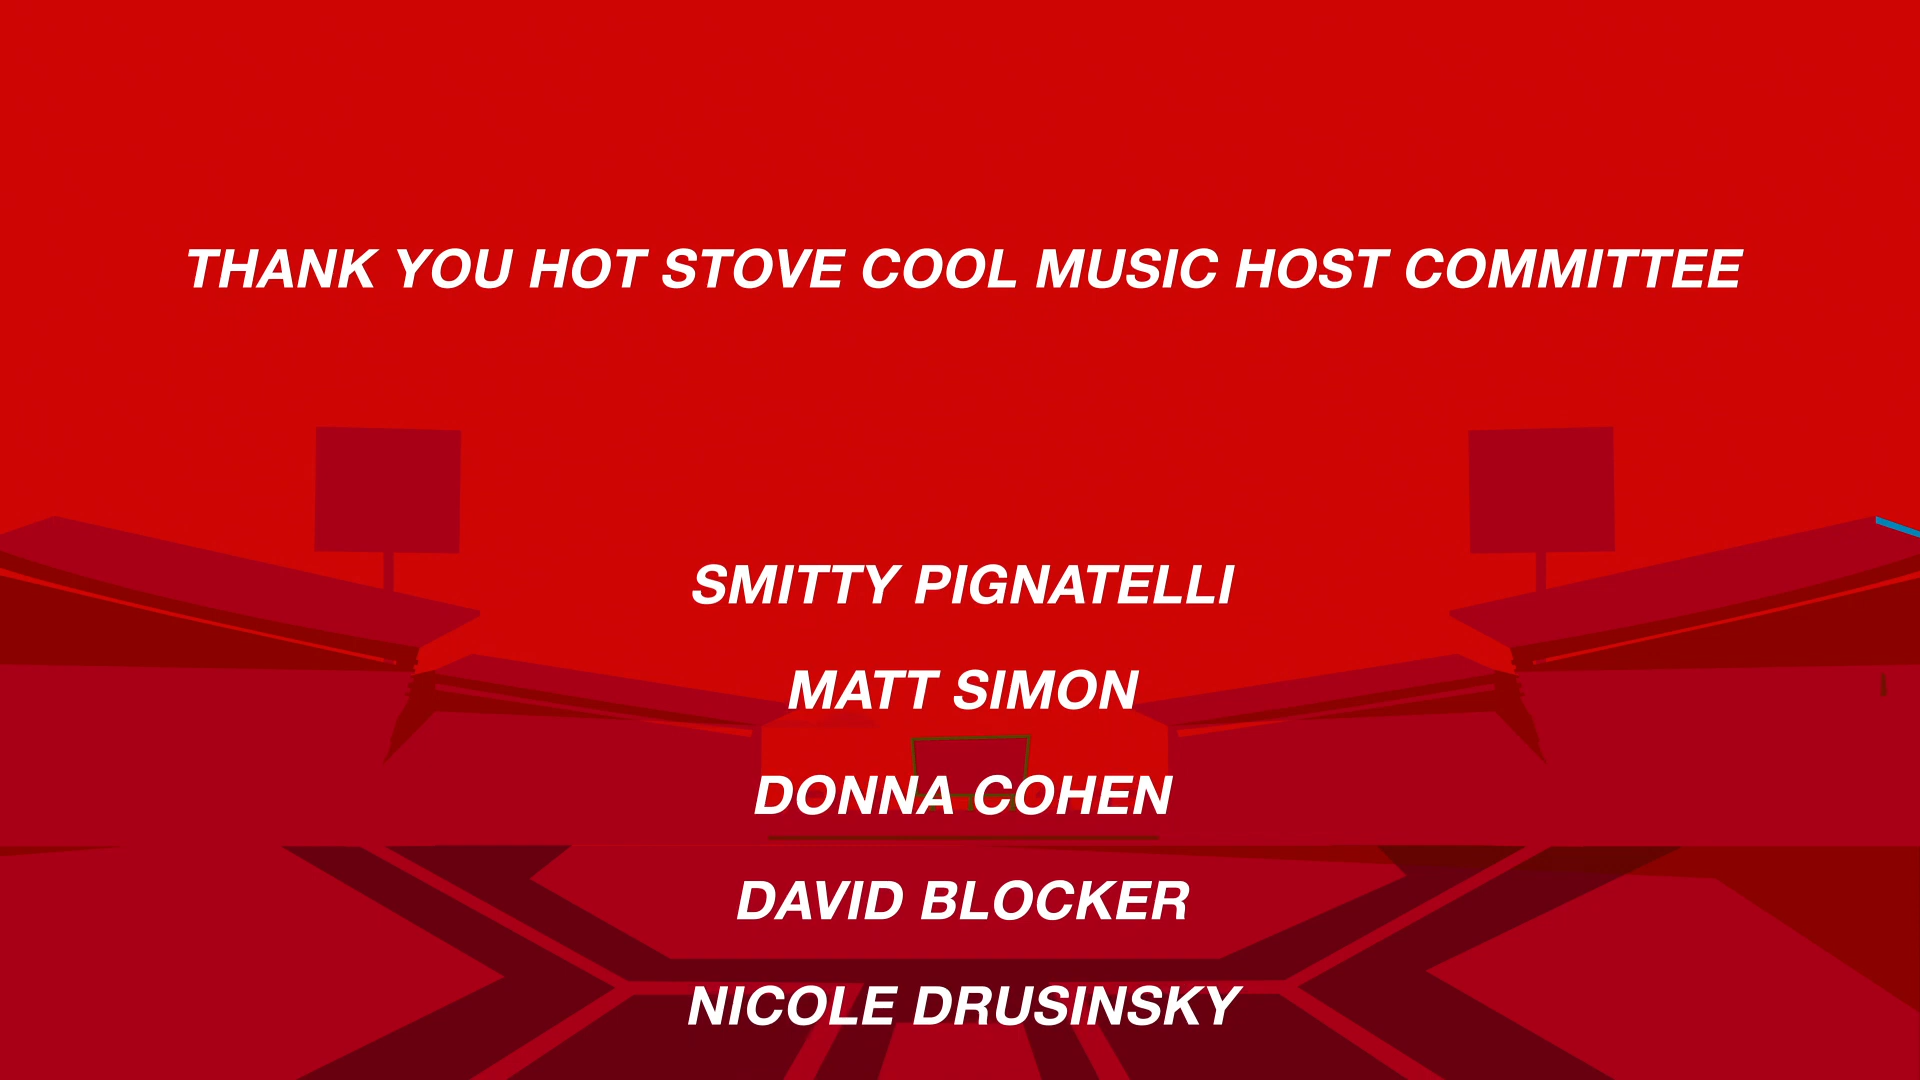 THANK YOU HOT STOVE COOL MUSIC HOST COMMITTEE
SMITTY PIGNATELLI
MATT SIMON
DONNA COHEN
DAVID BLOCKER
NICOLE DRUSINSKY